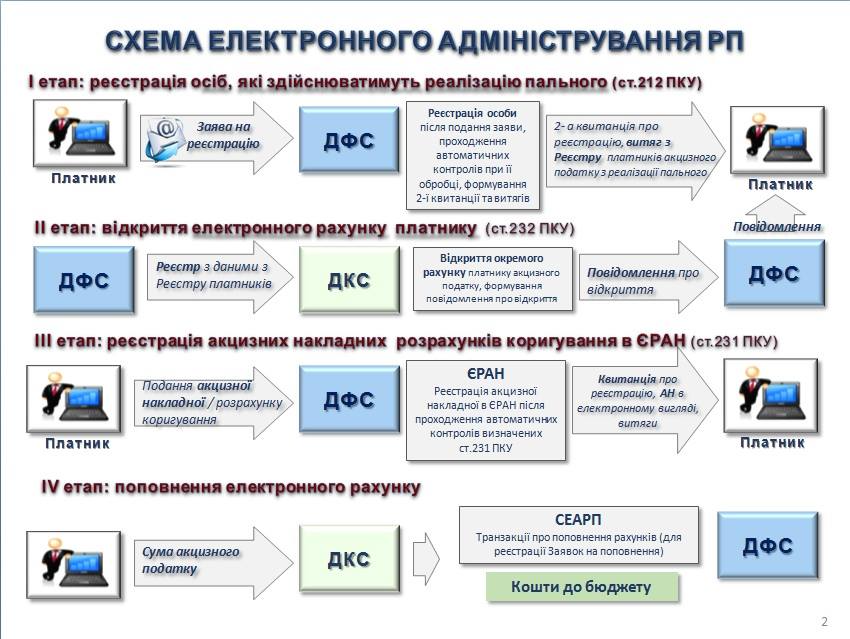 СХЕМА ЕЛЕКТРОННОГО АДМІНІСТРУВАННЯ РП
І етап: реєстрація осіб, які здійснюватимуть реалізацію пального (ст.212 ПКУ)
Платник
Заява на
реєстрацію
ДФС
Реєстрація особи
після подання заяви,
проходження
автоматичних
контролів при її
обробці, формування
2-ї квитанції та витягів
2- а квитанція про
реєстрацію, витяг з
Реєстру платників акцизного
податку з реалізації пального
Платник
ІІ етап: відкриття електронного рахунку платнику (ст.232 ПКУ)
Повідомлення
ДФС
Реєстр з даними з
Реєстру платників
ДКС
Відкриття окремого
рахунку платнику акцизного
податку, формування
повідомлення про відкриття
Повідомлення про
відкриття
ДФС
ІІІ етап: реєстрація акцизних накладних розрахунків коригування в ЄРАН (ст.231 ПКУ)
Платник
Подання акцизної
накладної / розрахунку
коригування
ДФС
ЄРАН
Реєстрація акцизної
накладної в ЄРАН після
проходження автоматичних
контролів визначених
ст.231 ПКУ
Квитанція про
реєстрацію, АН в
електронному вигляді,
витяги
Платник
IV етап: поповнення електронного рахунку
Сума акцизного
податку
ДКС
СЕАРП
Транзакції про поповнення рахунків (для
реєстрації Заявок на поповнення)
Кошти до бюджету
ДФС
2